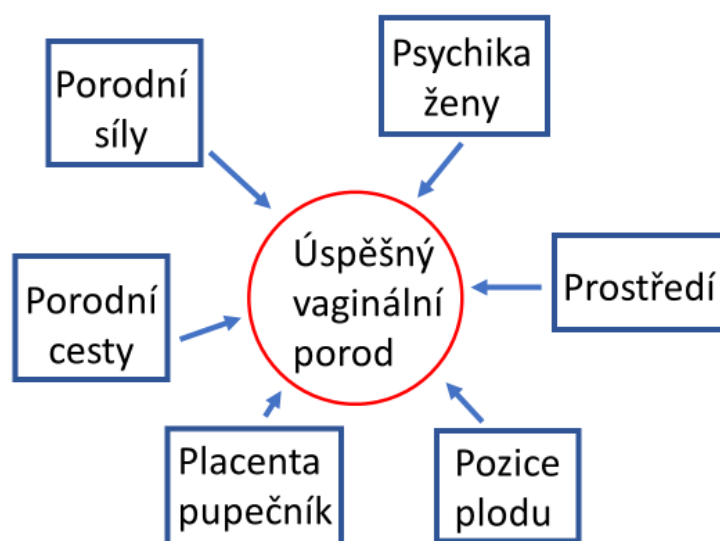 Porodní
síly
Psychika
ženy
Úspěšný
vaginální
porod
Prostředí
Porodní
cesty
Placenta
pupečník
Pozice
plodu